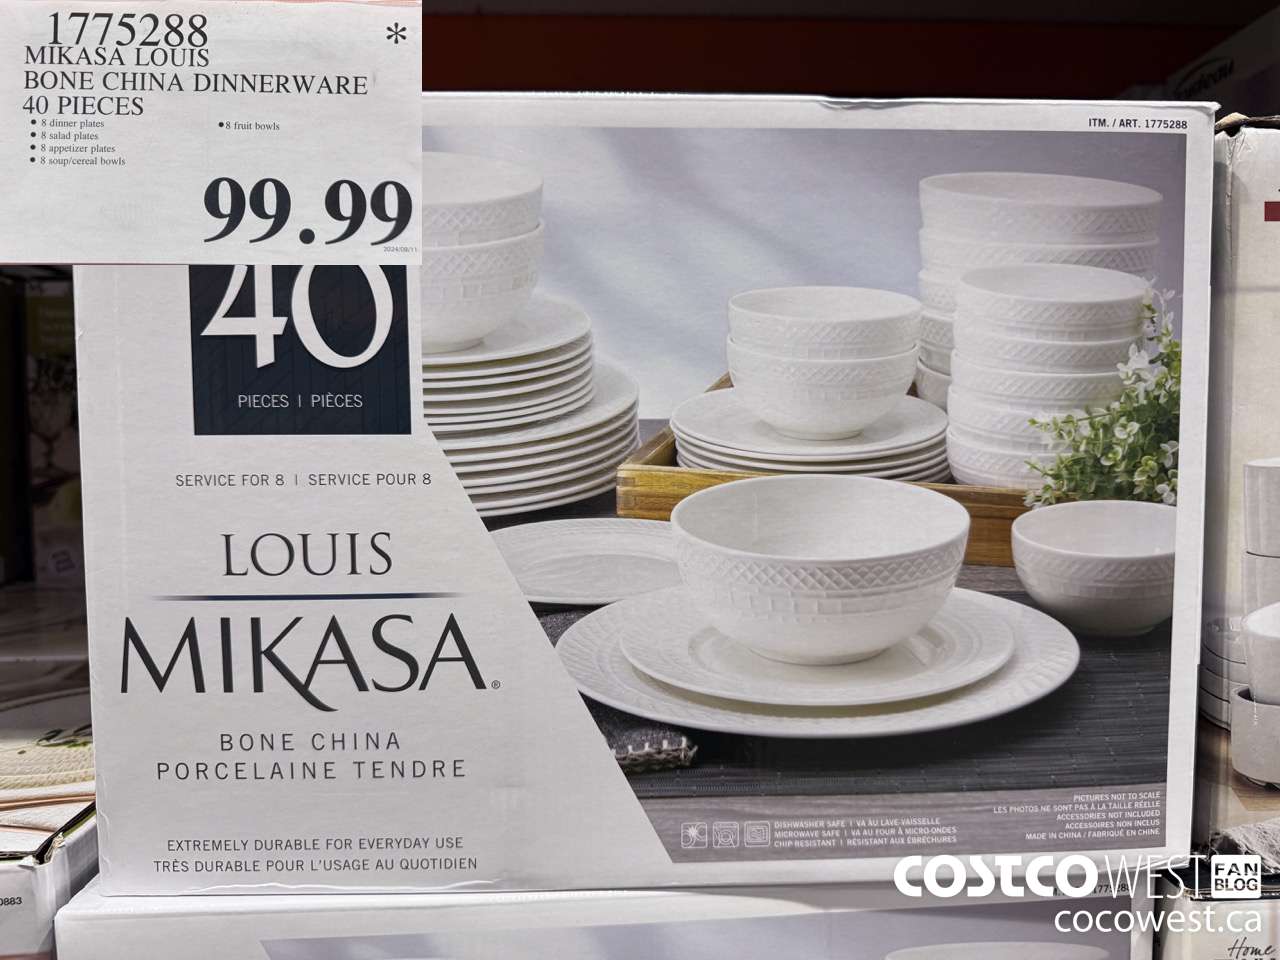 1775288 *
MIKASA LOUIS
BONE CHINA DINNERWARE
40 PIECES
• 8 dinner plates
• 8 salad plates
• 8 appetizer plates
• 8 soup/cereal bowls
• 8 fruit bowls
99.99
2024/09/11
ITM. / ART. 1775288
40
PIECES | PIÈCES
SERVICE FOR 8 | SERVICE POUR 8
LOUIS
MIKASA®
BONE CHINA
PORCELAINE TENDRE
EXTREMELY DURABLE FOR EVERYDAY USE
TRÈS DURABLE POUR L'USAGE AU QUOTIDIEN
DISHWASHER SAFE | VA AU LAVE-VAISSELLE
MICROWAVE SAFE | VA AU FOUR À MICRO-ONDES
CHIP RESISTANT | RÉSISTANT AUX ÉBRÉCHURES
PICTURES NOT TO SCALE
LES PHOTOS NE SONT PAS À LA TAILLE RÉELLE
ACCESSORIES NOT INCLUDED
ACCESSOIRES NON INCLUS
MADE IN CHINA / FABRIQUÉ EN CHINE
COSTCO WEST FAN BLOG
cocowest.ca
0883
Home